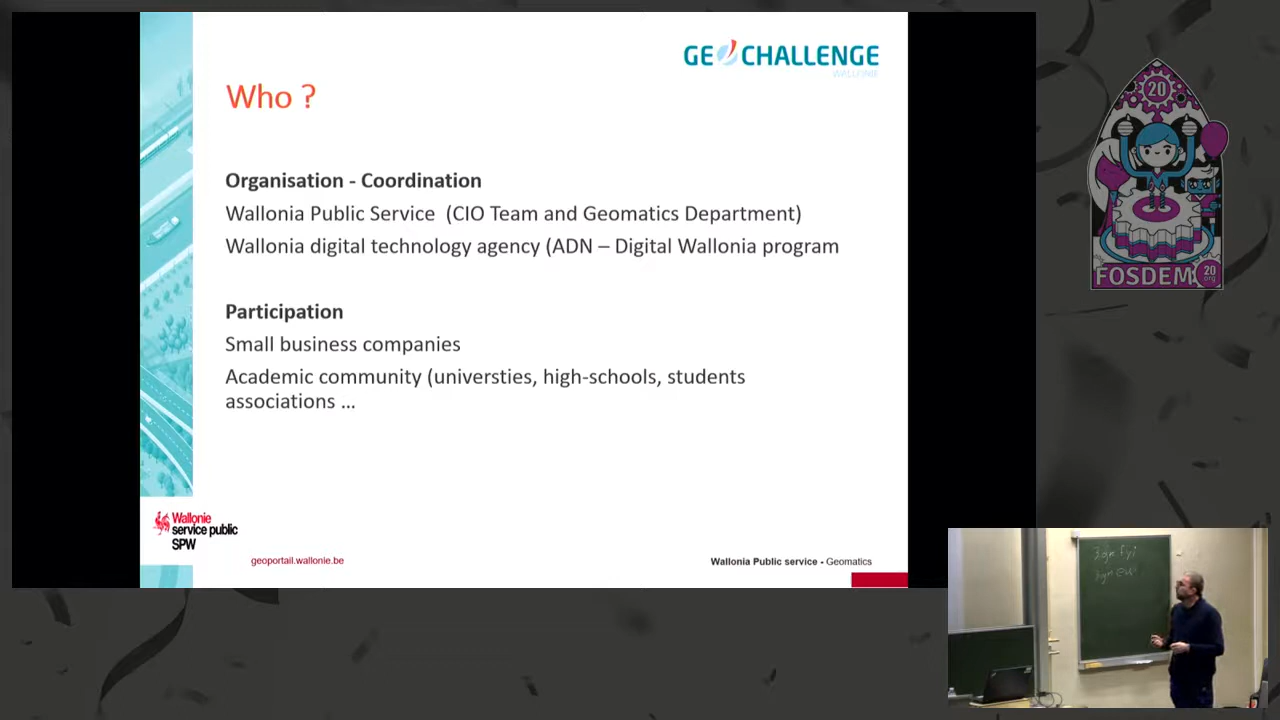 GEOCHALLENGE
WALLONIE
Who ?
Organisation - Coordination
Wallonia Public Service (CIO Team and Geomatics Department)
Wallonia digital technology agency (ADN – Digital Wallonia program
Participation
Small business companies
Academic community (universties, high-schools, students
associations ...
Wallonie
service public
SPW
geoportail.wallonie.be
Wallonia Public service - Geomatics
20
FOSDEM
20
org